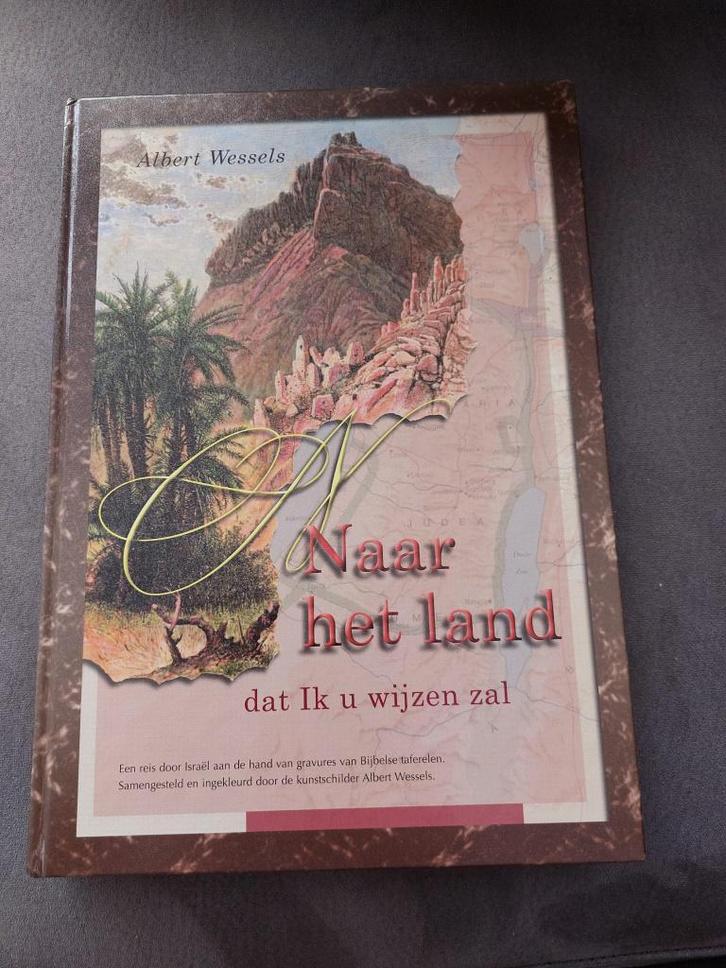 Albert Wessels
N
Naar
het land
dat Ik u wijzen zal
JUDEA
Een reis door Israël aan de hand van gravures van Bijbelse taferelen.
Samengesteld en ingekleurd door de kunstschilder Albert Wessels.